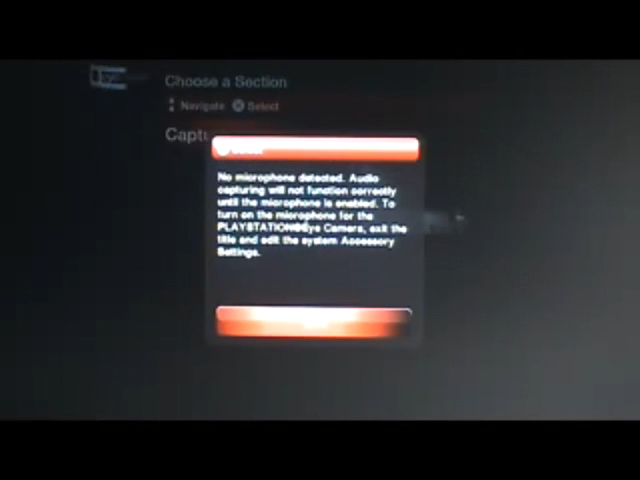 Choose a Section
Navigate Select
Captu
No microphone detected. Audio
capturing will not function correctly
until the microphone is enabled. To
turn on the microphone for the
PLAYSTATION®Eye Camera, exit the
title and edit the system Accessory
Settings.